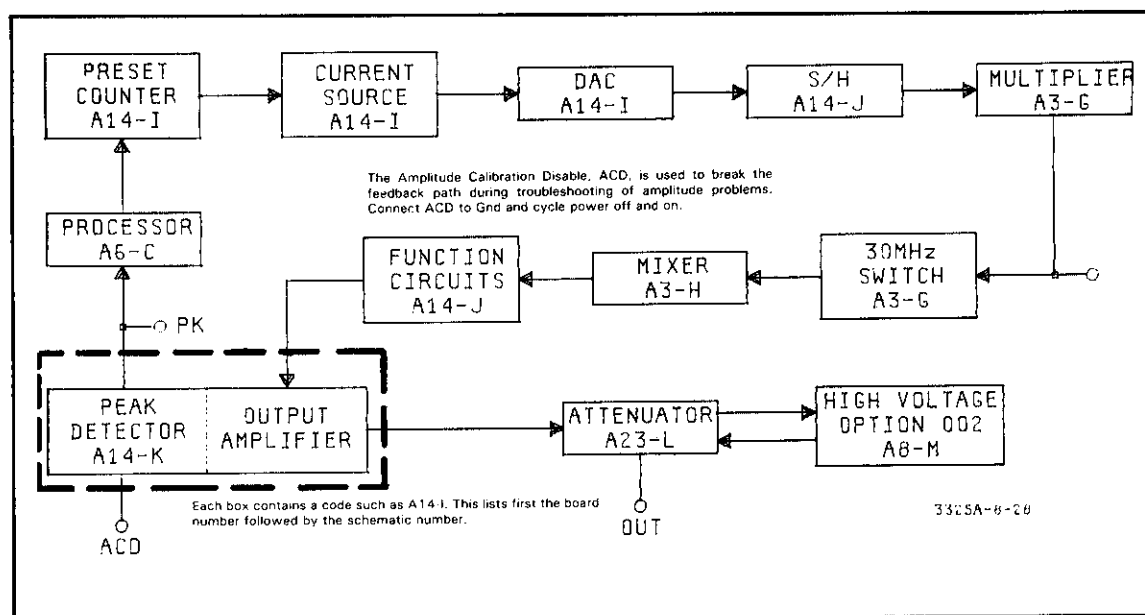 PRESET
COUNTER
A14-I
CURRENT
SOURCE
A14-I
DAC
A14-I
S/H
A14-J
MULTIPLIER
A3-G
The Amplitude Calibration Disable, ACD, is used to break the
feedback path during troubleshooting of amplitude problems.
Connect ACD to Gnd and cycle power off and on.
PROCESSOR
A6-C
FUNCTION
CIRCUITS
A14-J
MIXER
A3-H
30MHz
SWITCH
A3-G
PK
PEAK
DETECTOR
A14-K
OUTPUT
AMPLIFIER
ATTENUATOR
A23-L
HIGH VOLTAGE
OPTION 002
A8-M
Each box contains a code such as A14-I. This lists first the board
number followed by the schematic number.
ACD
OUT
3325A-8-28